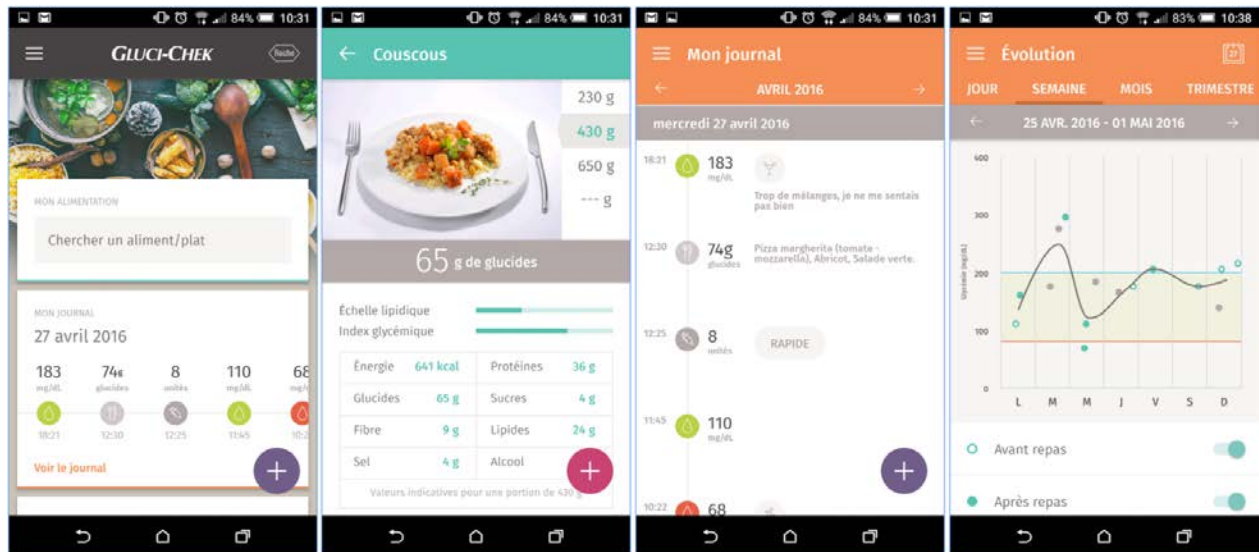 84% 10:31
GLUCI-CHEK
Roche
MON ALIMENTATION
Chercher un aliment/plat
MON JOURNAL
27 avril 2016
183 74g 8 110 68
mg/dL glucides unités mg/dL
18:21 12:30 12:25 11:45
Voir le journal
+
84% 10:31
Couscous
230 g
430 g
650 g
--- g
65 g de glucides
Échelle lipidique
Index glycémique
Énergie 641 kcal Protéines 36 g
Glucides 65 g Sucres 4 g
Fibre 9 g Lipides 24 g
Sel 4 g Alcool
+
Valeurs indicatives pour une portion de 430 g
84% 10:31
Mon journal
AVRIL 2016
mercredi 27 avril 2016
18:21 183
mg/dL
Trop de mélanges, je ne me sentais
pas bien
12:30 74g
glucides
Pizza margherita (tomate -
mozzarella), Abricot, Salade verte.
12:25 8
unités
RAPIDE
11:45 110
mg/dL
+
10:22 68
83% 10:38
Évolution
27
JOUR SEMAINE MOIS TRIMESTRE
25 AVR. 2016 - 01 MAI 2016
Glycémie (mg/dL)
400
300
200
100
0
L M M J V S D
Avant repas
Après repas